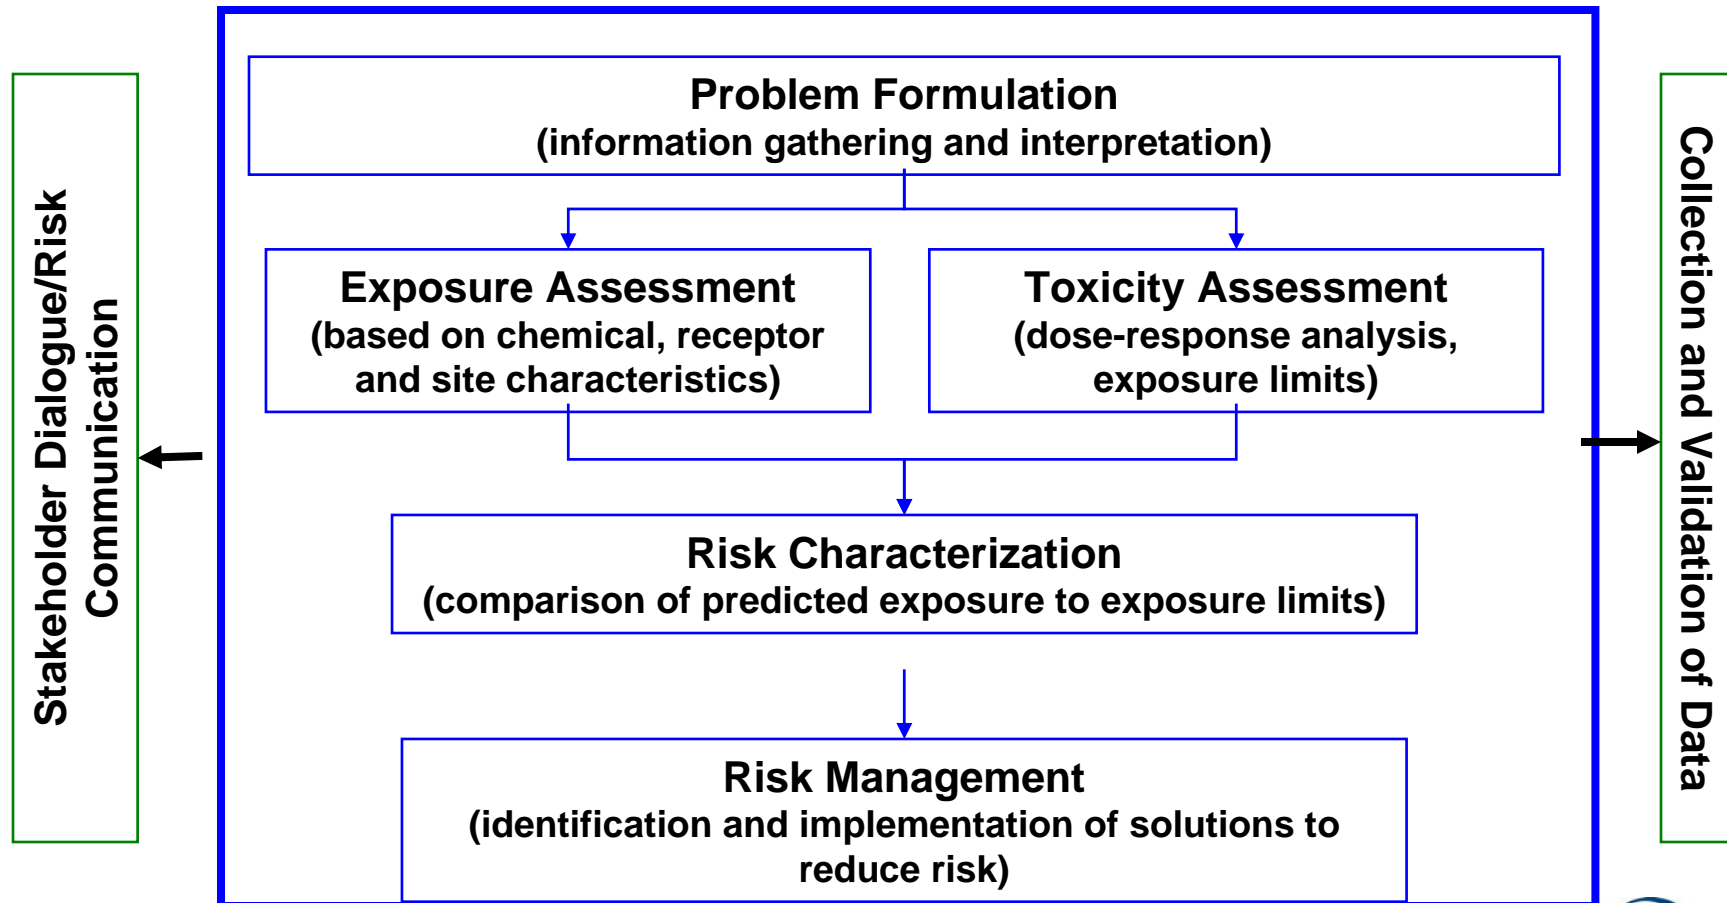 Stakeholder Dialogue/Risk
Communication
Problem Formulation
(information gathering and interpretation)
Exposure Assessment
(based on chemical, receptor
and site characteristics)
Toxicity Assessment
(dose-response analysis,
exposure limits)
Risk Characterization
(comparison of predicted exposure to exposure limits)
Risk Management
(identification and implementation of solutions to
reduce risk)
Collection and Validation of Data